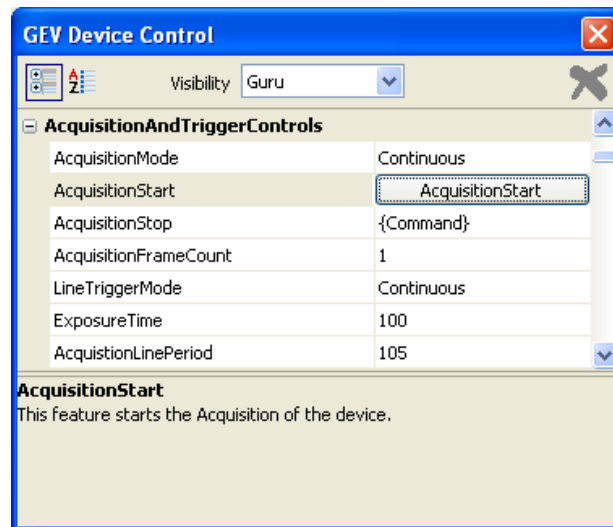 GEV Device Control
Visibility Guru
AcquisitionAndTriggerControls
AcquisitionMode Continuous
AcquisitionStart AcquisitionStart
AcquisitionStop {Command}
AcquisitionFrameCount 1
LineTriggerMode Continuous
ExposureTime 100
AcquistionLinePeriod 105
AcquisitionStart
This feature starts the Acquisition of the device.